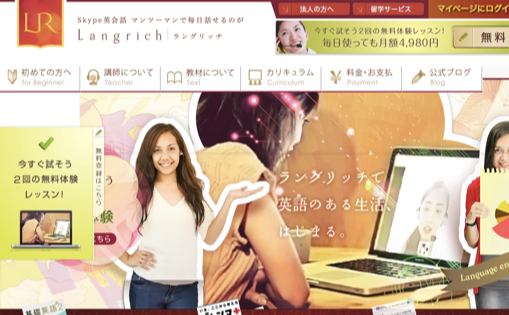 LR
Skype英会話 マンツーマンで毎日話せるのが
Langrich ラングリッチ
法人の方へ
留学サービス
マイページにログイ
今すぐ試そう2回の無料体験レッスン!
毎日使っても月額4,980円
無料
初めての方へ
for Beginner
講師について
Teacher
教材について
Text
カリキュラム
Curriculum
料金・お支払
Payment
公式ブログ
Blog
今すぐ試そう
2回の無料体験
レッスン!
無料登録はこちら
ラングリッチで
英語のある生活、
はじまる。
こちら
Language en
基礎英語